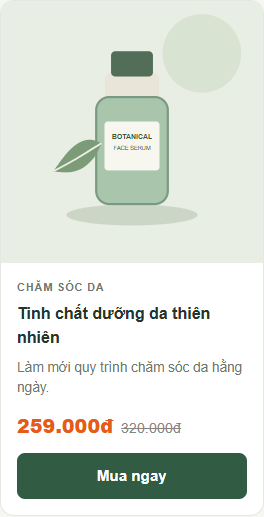 BOTANICAL
FACE SERUM
CHĂM SÓC DA
Tinh chất dưỡng da thiên
nhiên
Làm mới quy trình chăm sóc da hằng
ngày.
259.000đ 320.000đ
Mua ngay